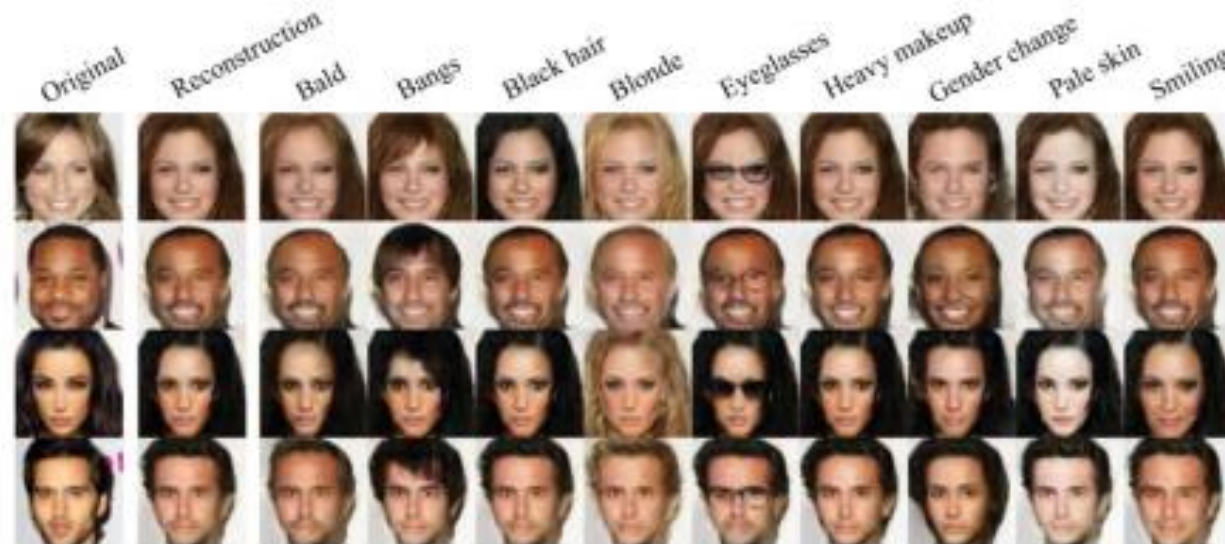 Original
Reconstruction
Bald
Bangs
Black hair
Blonde
Eyeglasses
Heavy makeup
Gender change
Pale skin
Smiling